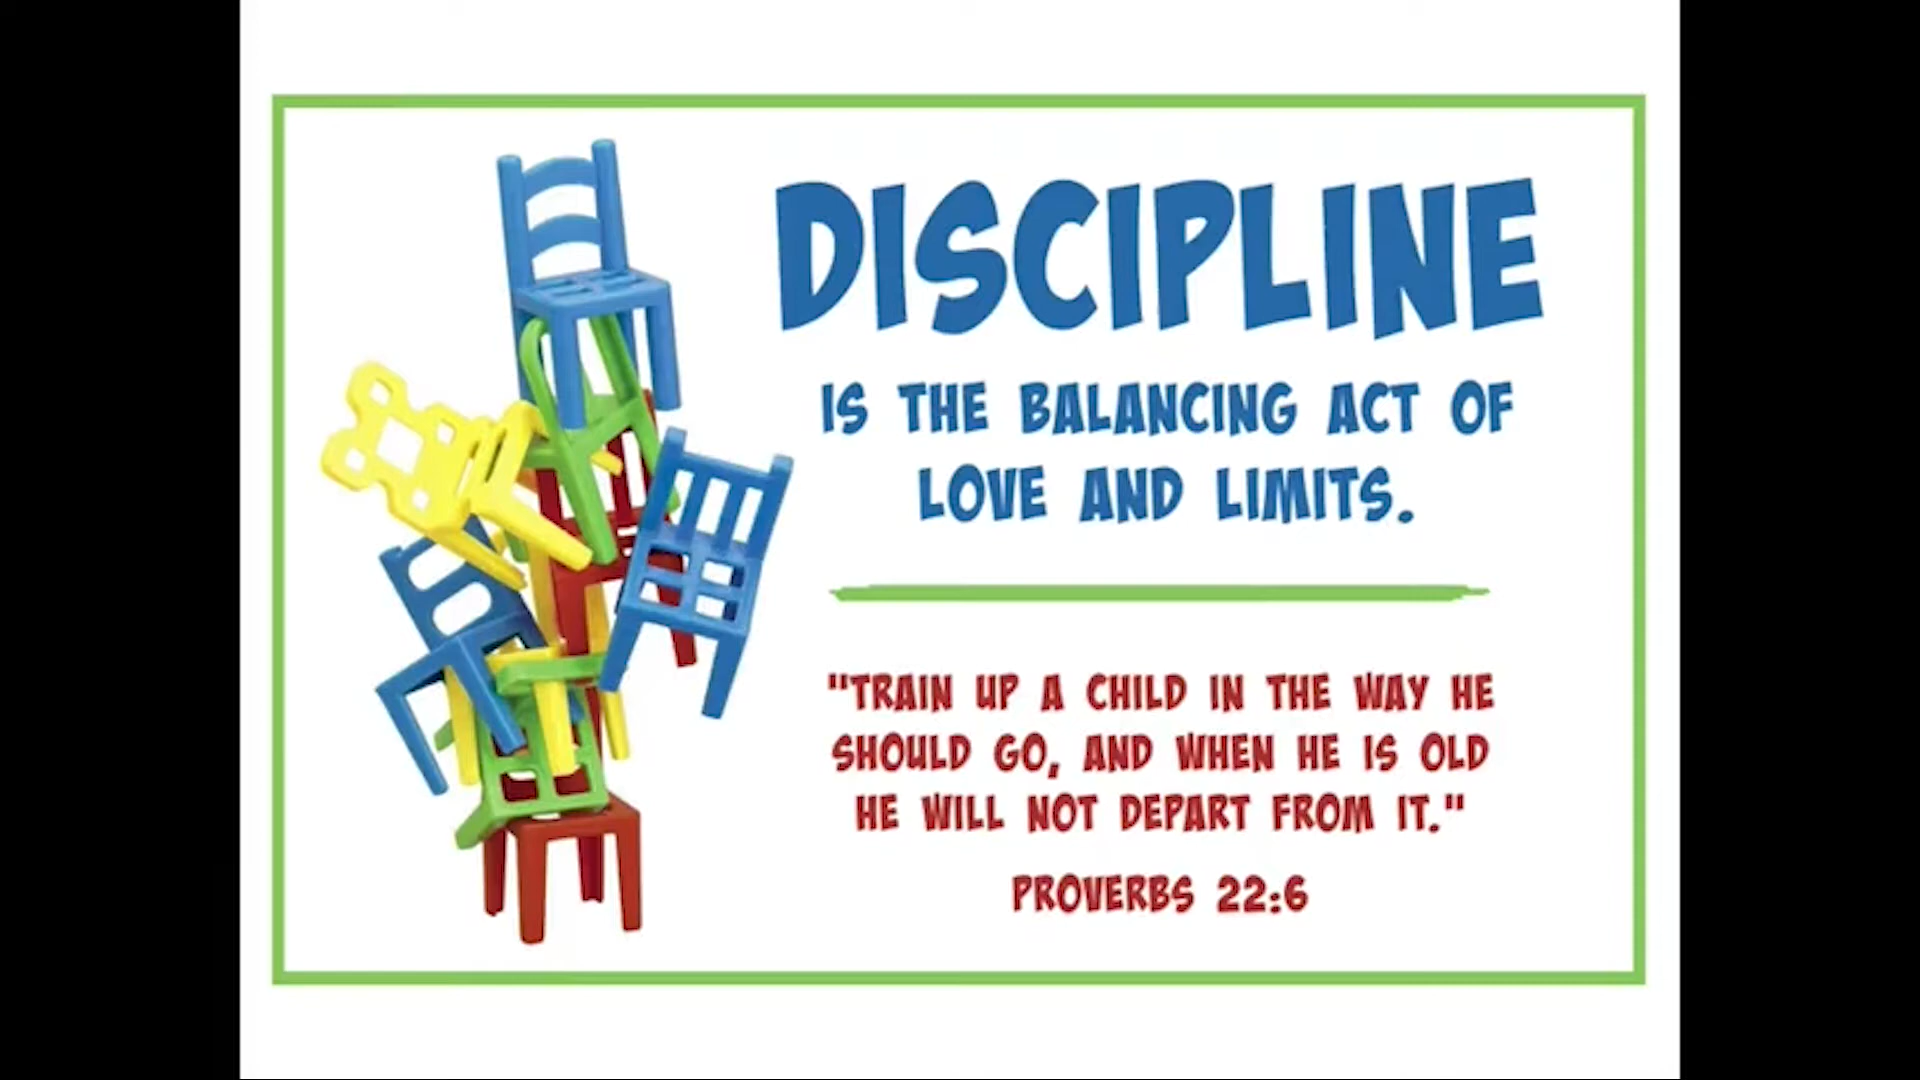 DISCIPLINE
IS THE BALANCING ACT OF
LOVE AND LIMITS.
"TRAIN UP A CHILD IN THE WAY HE
SHOULD GO, AND WHEN HE IS OLD
HE WILL NOT DEPART FROM IT."
PROVERBS 22:6